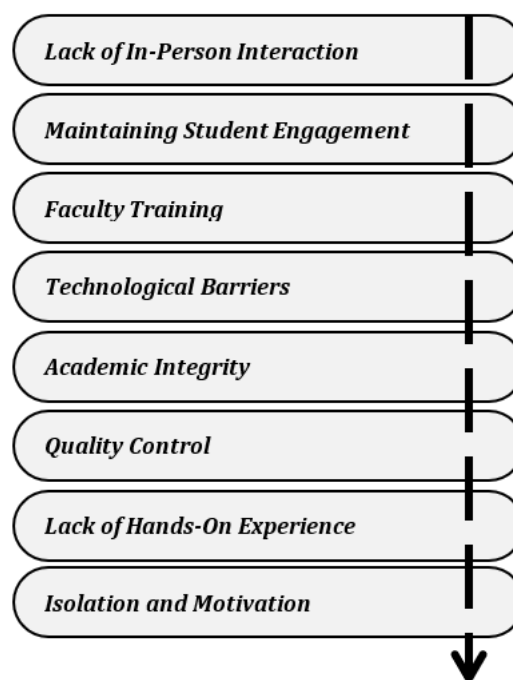 Lack of In-Person Interaction
Maintaining Student Engagement
Faculty Training
Technological Barriers
Academic Integrity
Quality Control
Lack of Hands-On Experience
Isolation and Motivation